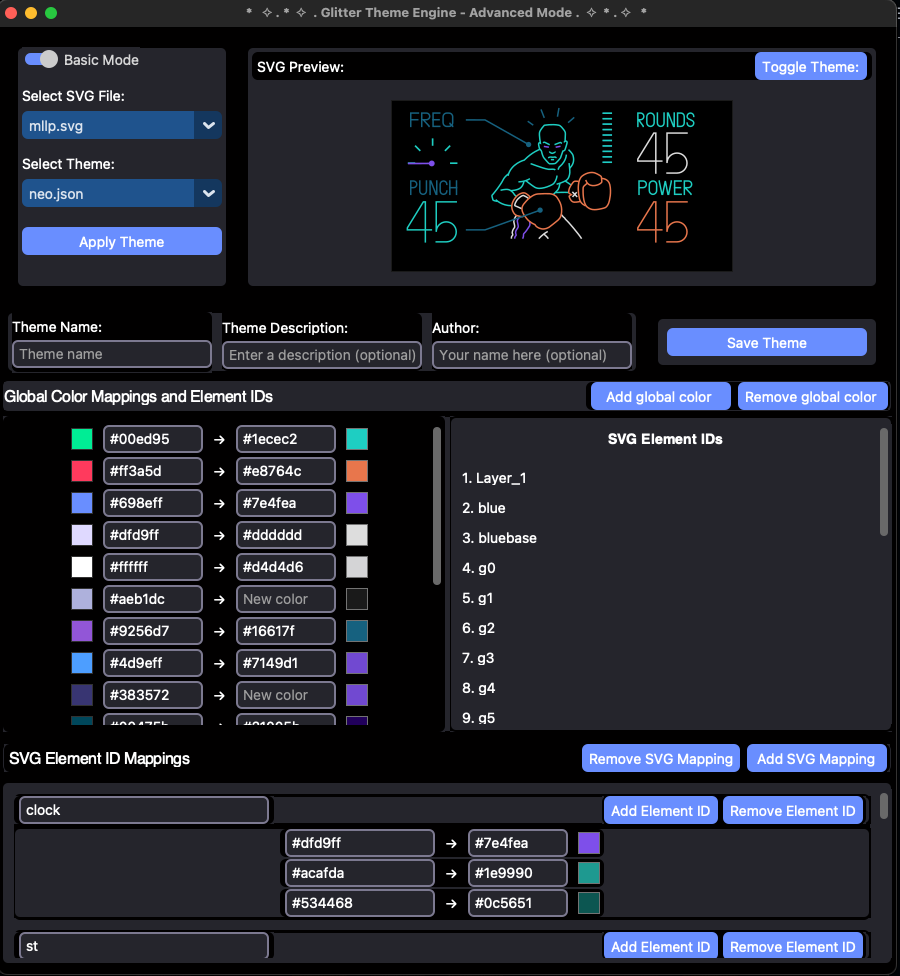 * ✧ . * ✧ . Glitter Theme Engine - Advanced Mode . ✧ * . ✧ *
Basic Mode
Select SVG File:
mllp.svg
Select Theme:
neo.json
Apply Theme
SVG Preview:
Toggle Theme:
FREQ
ROUNDS
45
PUNCH
POWER
45
45
Theme Name:
Theme name
Theme Description:
Enter a description (optional)
Author:
Your name here (optional)
Save Theme
Global Color Mappings and Element IDs
Add global color
Remove global color
#00ed95 → #1ecec2
#ff3a5d → #e8764c
#698eff → #7e4fea
#dfd9ff → #dddddd
#ffffff → #d4d4d6
#aeb1dc → New color
#9256d7 → #16617f
#4d9eff → #7149d1
#383572 → New color
SVG Element IDs
1. Layer_1
2. blue
3. bluebase
4. g0
5. g1
6. g2
7. g3
8. g4
9. g5
SVG Element ID Mappings
Remove SVG Mapping
Add SVG Mapping
clock
Add Element ID
Remove Element ID
#dfd9ff → #7e4fea
#acafda → #1e9990
#534468 → #0c5651
st
Add Element ID
Remove Element ID